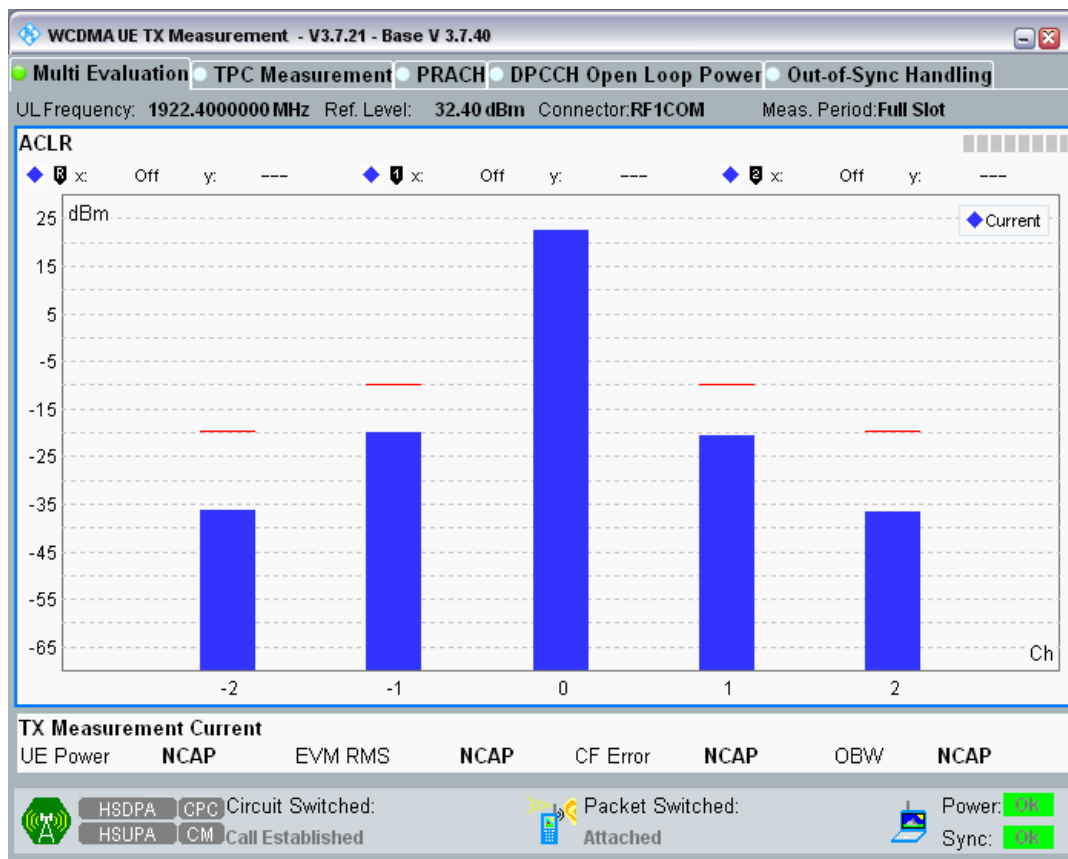 WCDMA UE TX Measurement - V3.7.21 - Base V 3.7.40
Multi Evaluation TPC Measurement PRACH DPCCH Open Loop Power Out-of-Sync Handling
UL Frequency: 1922.4000000 MHz Ref. Level: 32.40 dBm Connector:RF1COM Meas. Period:Full Slot
ACLR
R x: Off y: --- 1 x: Off y: --- 2 x: Off y: ---
25 dBm Current
15
5
-5
-15
-25
-35
-45
-55
-65 Ch
-2 -1 0 1 2
TX Measurement Current
UE Power NCAP EVM RMS NCAP CF Error NCAP OBW NCAP
HSDPA CPC Circuit Switched: Packet Switched: Power: OK
HSUPA CM Call Established Attached Sync: OK